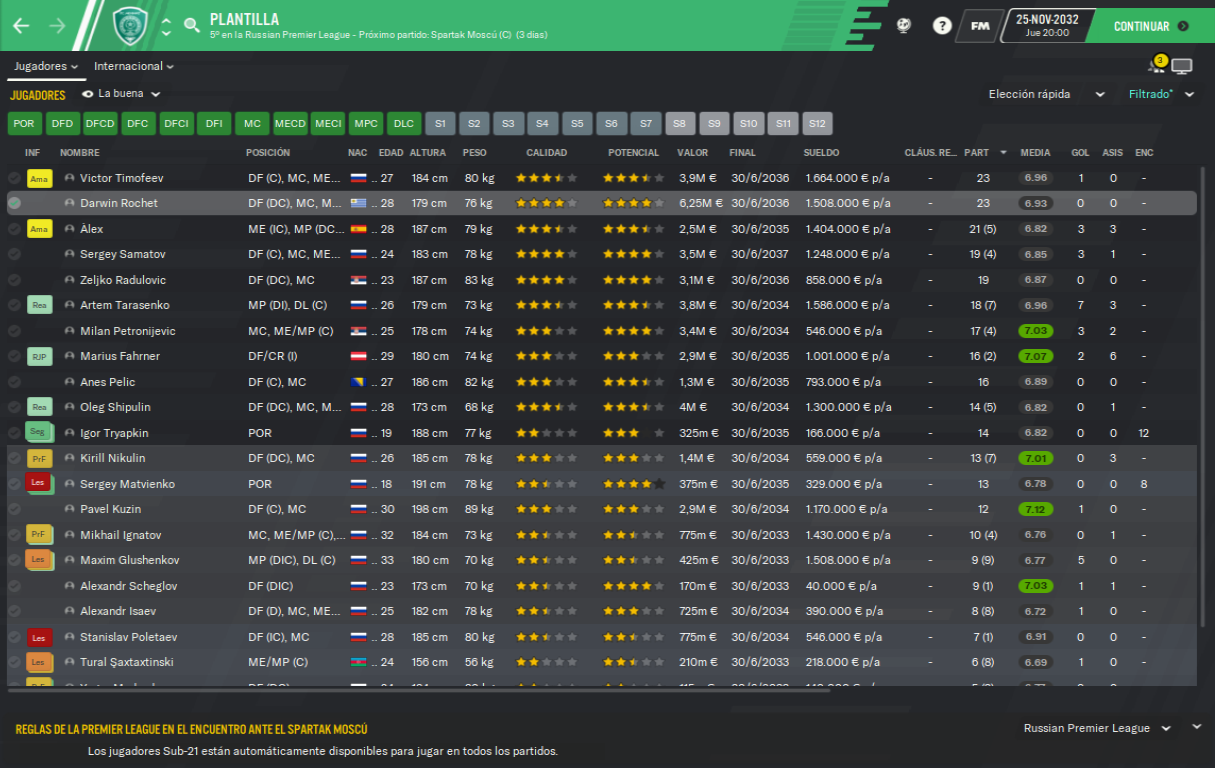 PLANTILLA
5º en la Russian Premier League - Próximo partido: Spartak Moscú (C) (3 días)
? FM 25-NOV-2032 Jue 20:00 CONTINUAR
Jugadores Internacional 3
JUGADORES La buena Elección rápida Filtrado*
POR DFD DFCD DFC DFCI DFI MC MECD MECI MPC DLC S1 S2 S3 S4 S5 S6 S7 S8 S9 S10 S11 S12
INF NOMBRE POSICIÓN NAC EDAD ALTURA PESO CALIDAD POTENCIAL VALOR FINAL SUELDO CLÁUS. RE... PART MEDIA GOL ASIS ENC
Ama Victor Timofeev DF (C), MC, ME... .. 27 184 cm 80 kg 3,9M € 30/6/2036 1.664.000 € p/a - 23 6.96 1 0 -
Darwin Rochet DF (DC), MC, M... .. 28 179 cm 76 kg 6,25M € 30/6/2036 1.508.000 € p/a - 23 6.93 0 0 -
Ama Àlex ME (IC), MP (DC... .. 28 187 cm 79 kg 2,5M € 30/6/2035 1.404.000 € p/a - 21 (5) 6.82 3 3 -
Sergey Samatov DF (C), MC, ME... .. 24 183 cm 78 kg 3,5M € 30/6/2037 1.248.000 € p/a - 19 (4) 6.85 3 1 -
Zeljko Radulovic DF (DC), MC .. 23 187 cm 83 kg 3,1M € 30/6/2036 858.000 € p/a - 19 6.87 0 0 -
Rea Artem Tarasenko MP (DI), DL (C) .. 26 179 cm 73 kg 3,8M € 30/6/2034 1.586.000 € p/a - 18 (7) 6.96 7 3 -
Milan Petronijevic MC, ME/MP (C) .. 25 178 cm 74 kg 3,4M € 30/6/2034 546.000 € p/a - 17 (4) 7.03 3 2 -
RJP Marius Fahrner DF/CR (I) .. 29 180 cm 74 kg 2,9M € 30/6/2035 1.001.000 € p/a - 16 (2) 7.07 2 6 -
Anes Pelic DF (C), MC .. 27 186 cm 82 kg 1,3M € 30/6/2035 793.000 € p/a - 16 6.89 0 0 -
Rea Oleg Shipulin DF (DC), MC, M... .. 28 173 cm 68 kg 4M € 30/6/2034 1.300.000 € p/a - 14 (5) 6.82 0 1 -
Seg Igor Tryapkin POR .. 19 188 cm 77 kg 325m € 30/6/2035 166.000 € p/a - 14 6.82 0 0 12
PrF Kirill Nikulin DF (DC), MC .. 26 185 cm 78 kg 1,4M € 30/6/2034 559.000 € p/a - 13 (7) 7.01 0 3 -
Les Sergey Matvienko POR .. 18 191 cm 78 kg 375m € 30/6/2035 329.000 € p/a - 13 6.78 0 0 8
Pavel Kuzin DF (C), MC .. 30 198 cm 89 kg 2,9M € 30/6/2034 1.170.000 € p/a - 12 7.12 1 0 -
PrF Mikhail Ignatov MC, ME/MP (C),... .. 32 184 cm 73 kg 775m € 30/6/2033 1.430.000 € p/a - 10 (4) 6.76 0 1 -
Les Maxim Glushenkov MP (DIC), DL (C) .. 33 180 cm 70 kg 425m € 30/6/2033 1.508.000 € p/a - 9 (9) 6.77 5 0 -
Alexandr Scheglov DF (DIC) .. 23 173 cm 70 kg 170m € 30/6/2033 40.000 € p/a - 9 (1) 7.03 1 1 -
Alexandr Isaev DF (D), MC, ME... .. 25 182 cm 78 kg 725m € 30/6/2034 390.000 € p/a - 8 (8) 6.72 1 0 -
Les Stanislav Poletaev DF (IC), MC .. 28 185 cm 80 kg 775m € 30/6/2034 546.000 € p/a - 7 (1) 6.91 0 0 -
Les Tural Şaxtaxtinski ME/MP (C) .. 24 156 cm 56 kg 210m € 30/6/2033 218.000 € p/a - 6 (8) 6.69 1 0 -
REGLAS DE LA PREMIER LEAGUE EN EL ENCUENTRO ANTE EL SPARTAK MOSCÚ Russian Premier League
Los jugadores Sub-21 están automáticamente disponibles para jugar en todos los partidos.